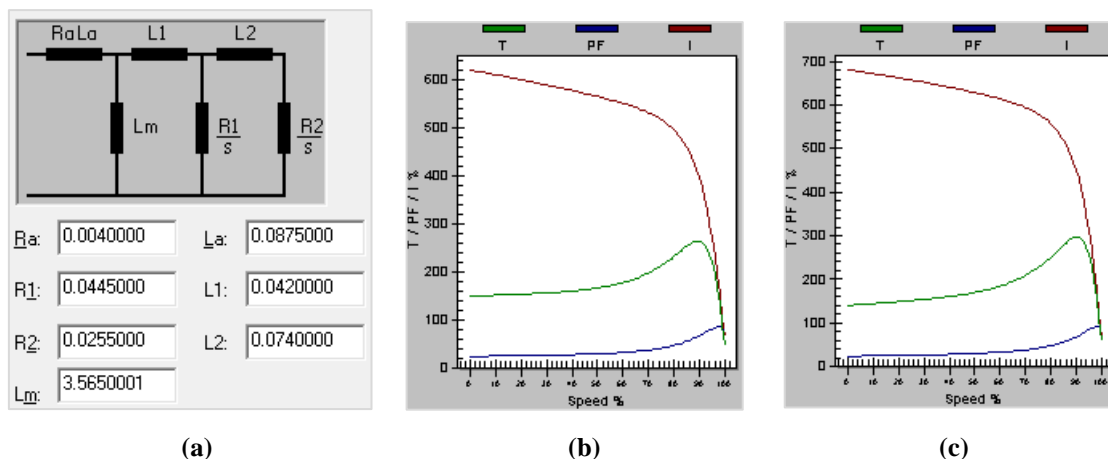 RaLa L1 L2
Lm R1 R2
s s
Ra: 0.0040000 La: 0.0875000
R1: 0.0445000 L1: 0.0420000
R2: 0.0255000 L2: 0.0740000
Lm: 3.5650001
(a)
T PF I
T / PF / I %
600
500
400
300
200
100
0
Speed %
(b)
T PF I
T / PF / I %
700
600
500
400
300
200
100
0
Speed %
(c)